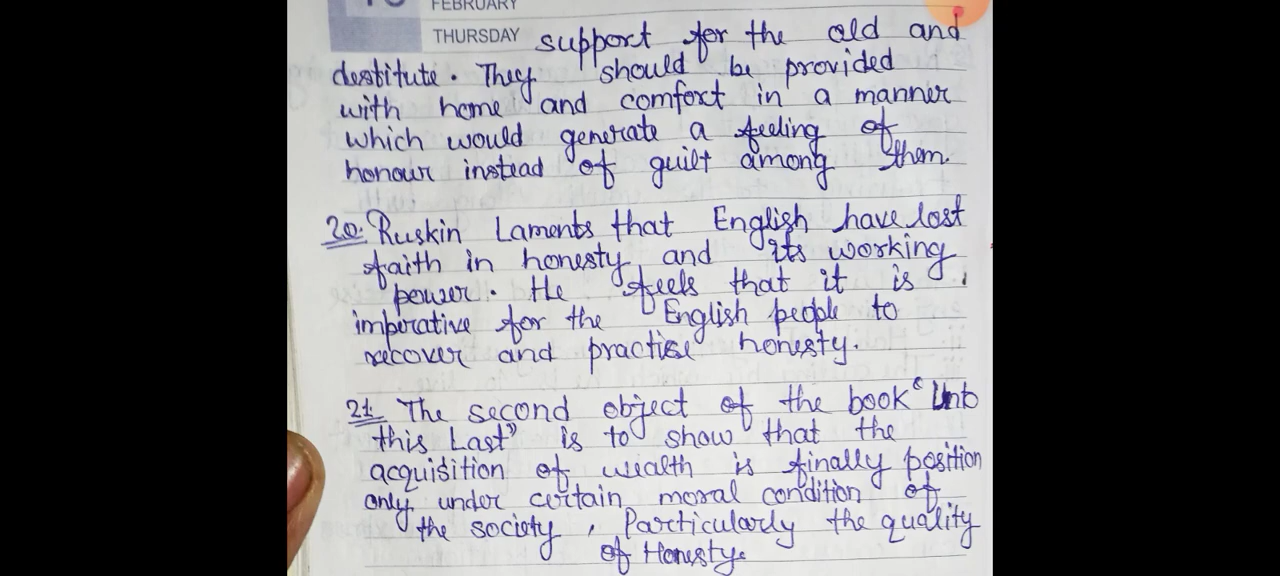 FEBRUARY
THURSDAY support for the old and
destitute. They should be provided
with home and comfort in a manner
which would generate a feeling of
honour instead of guilt among them.
20. Ruskin Laments that English have lost
faith in honesty and its working
power. He feels that it is
imperative for the English people to
recover and practise honesty.
21. The second object of the book "Unto
this Last" is to show that the
acquisition of wealth is finally position
only under certain moral condition of
the society, Particularly the quality
of Honesty.